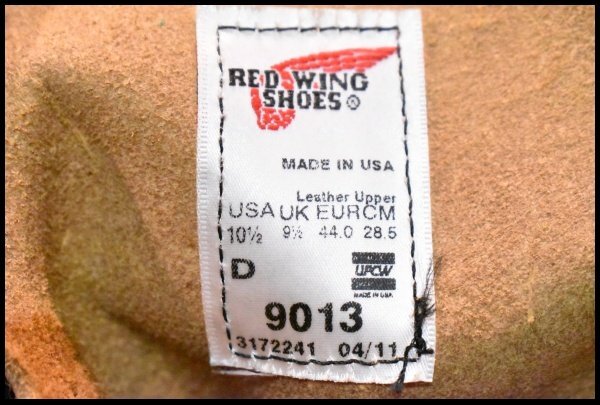 RED WING
SHOES®
MADE IN USA
Leather Upper
USA UK EUR CM
10½ 9½ 44.0 28.5
D
UFCW
MADE IN USA
9013
3172241 04/11